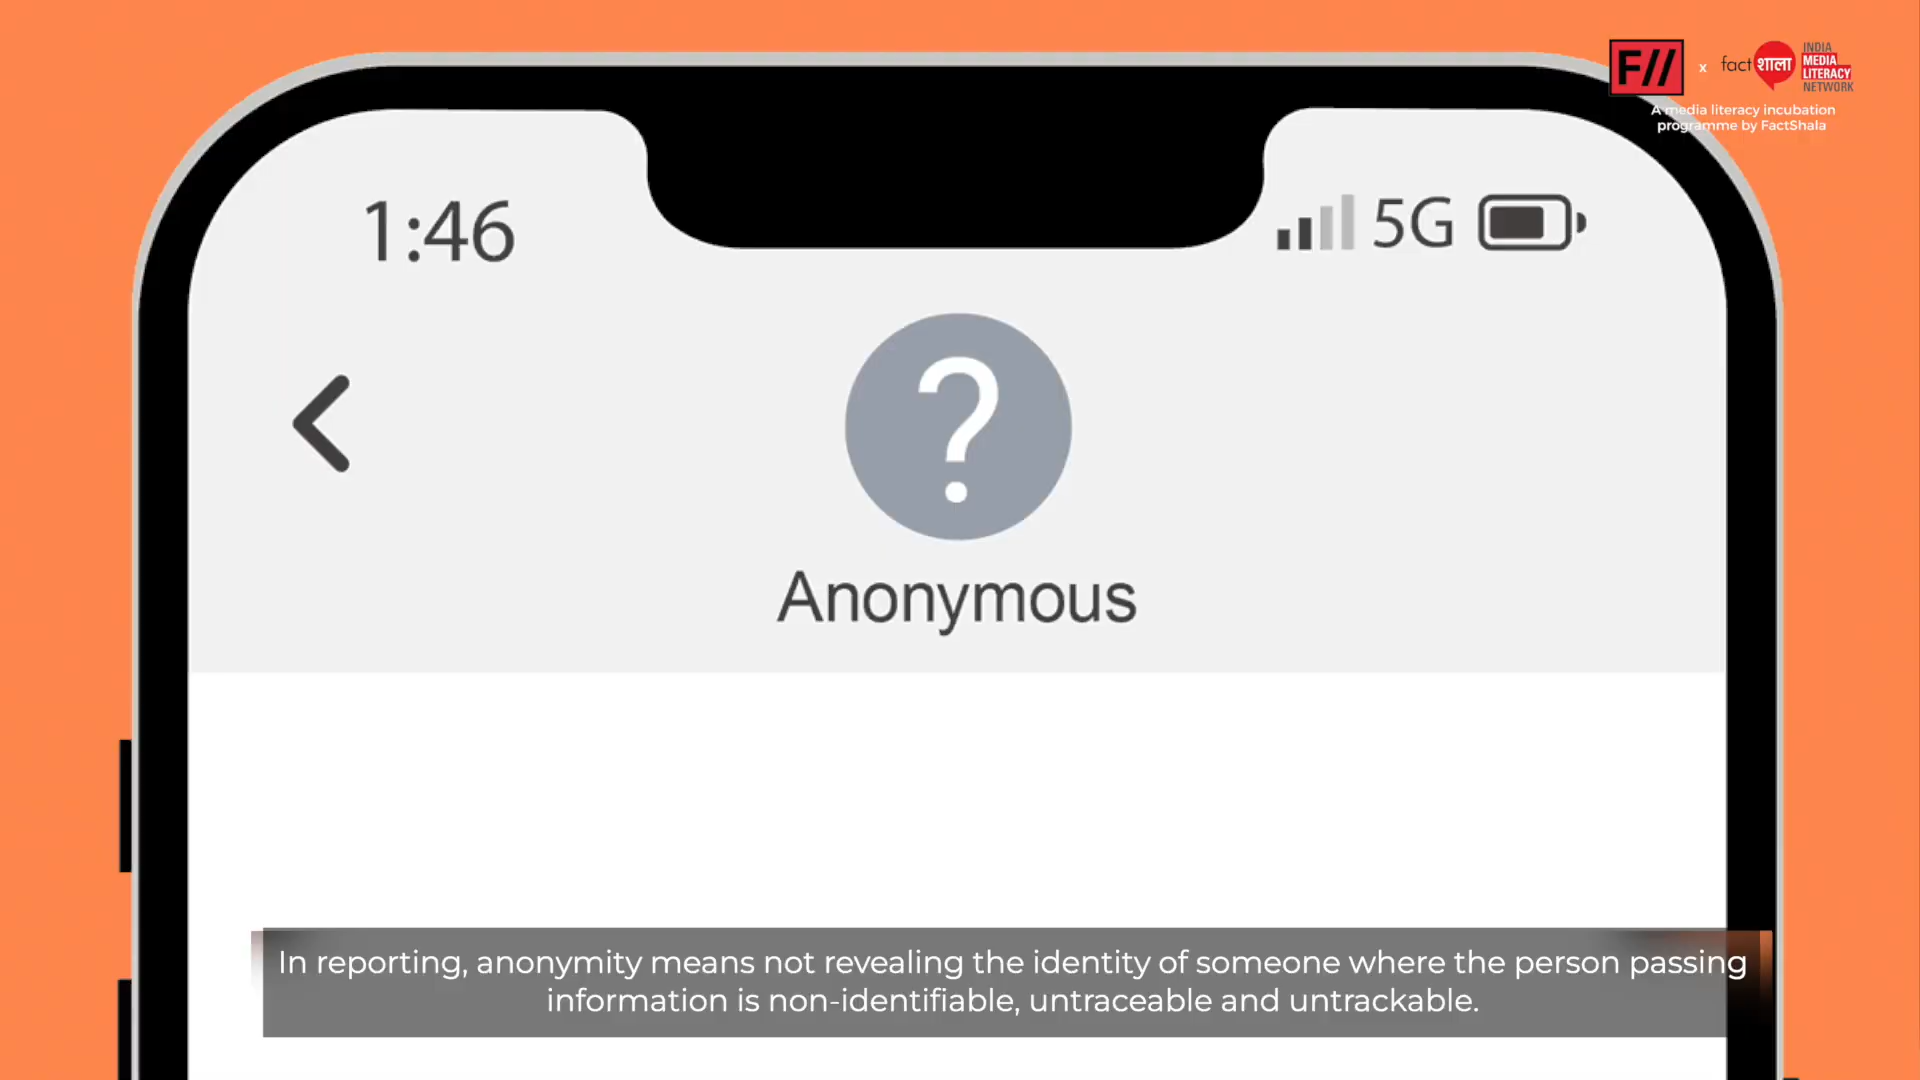 F//
x
fact शाला
INDIA
MEDIA
LITERACY
NETWORK
A media literacy incubation
programme by FactShala
1:46
5G
?
Anonymous
In reporting, anonymity means not revealing the identity of someone where the person passing
information is non-identifiable, untraceable and untrackable.